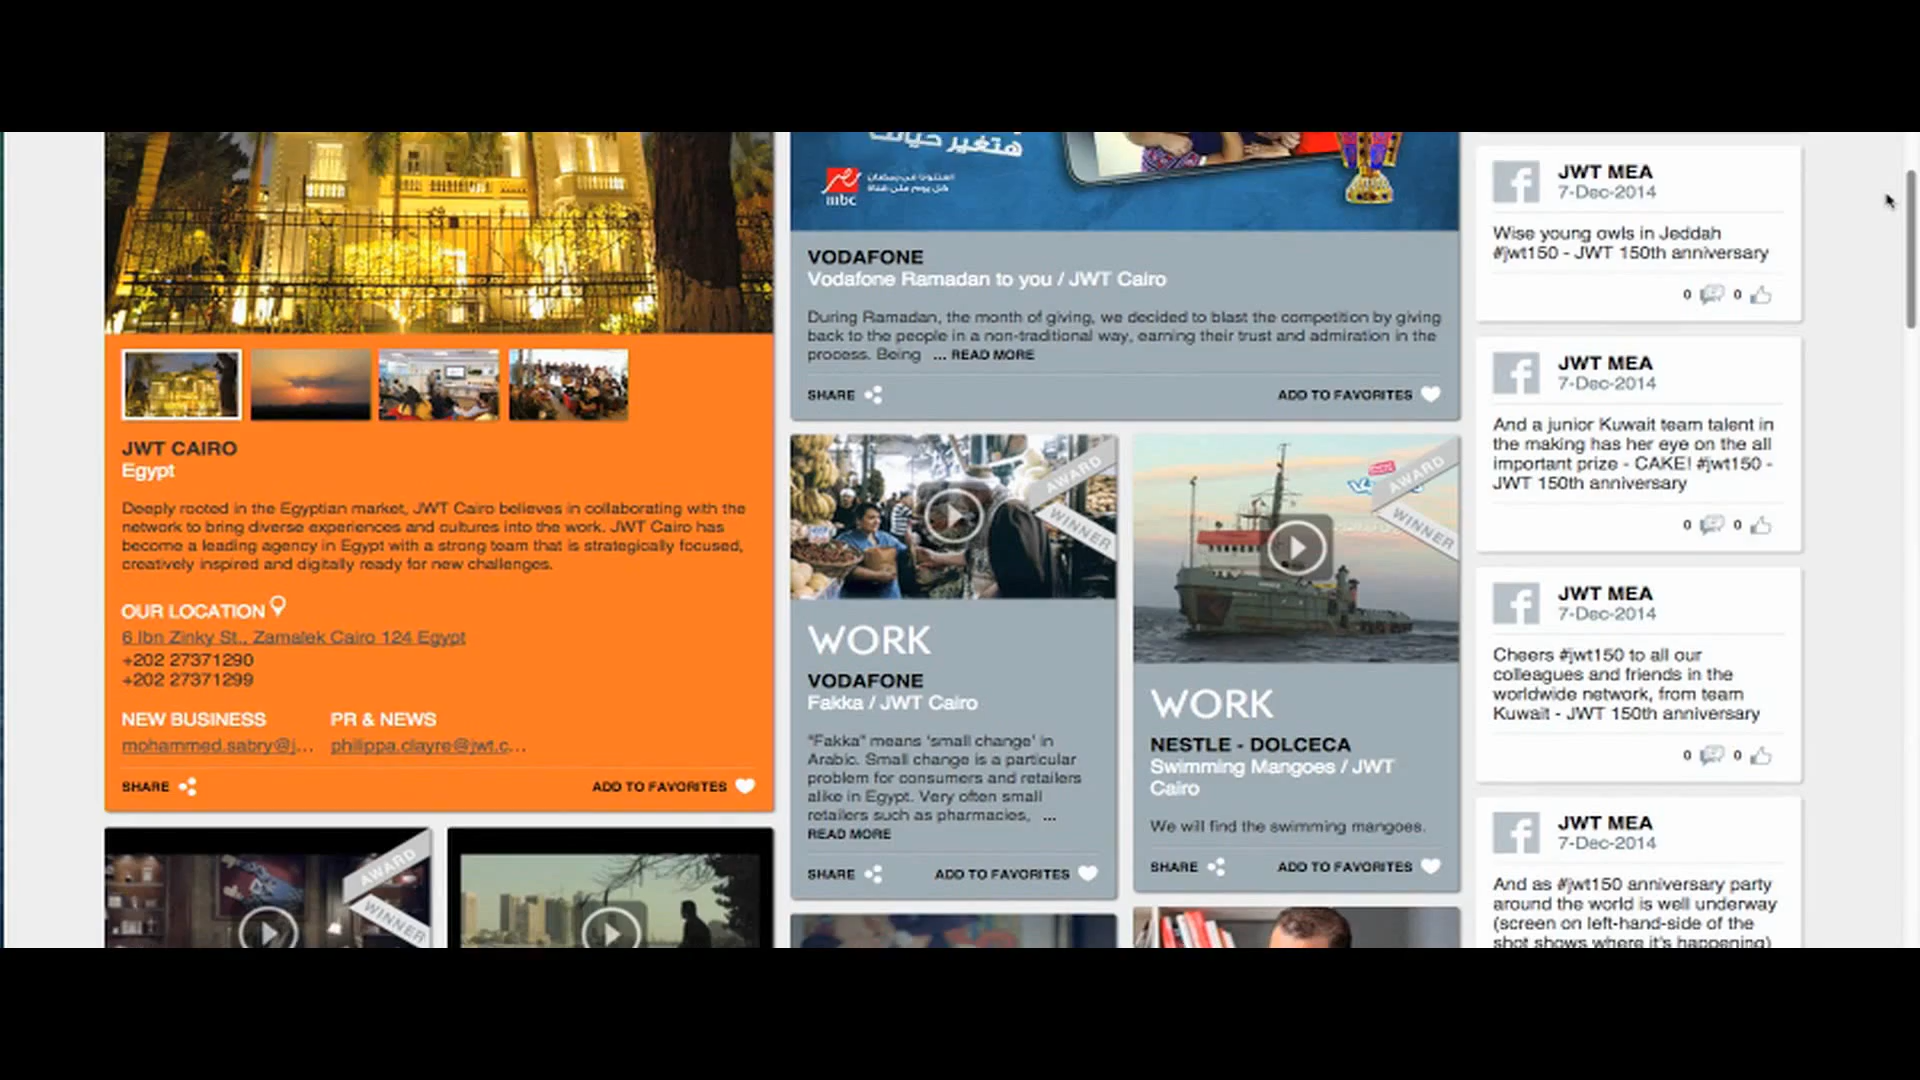 JWT CAIRO
Egypt
Deeply rooted in the Egyptian market, JWT Cairo believes in collaborating with the
network to bring diverse experiences and cultures into the work. JWT Cairo has
become a leading agency in Egypt with a strong team that is strategically focused,
creatively inspired and digitally ready for new challenges.
OUR LOCATION
6 Ibn Zinky St., Zamalek Cairo 124 Egypt
+202 27371290
+202 27371299
NEW BUSINESS
mohammed.sabry@j...
PR & NEWS
philippa.clayre@jwt.c...
SHARE
ADD TO FAVORITES
AWARD
WINNER
هتغير حياتك
mbc
VODAFONE
Vodafone Ramadan to you / JWT Cairo
During Ramadan, the month of giving, we decided to blast the competition by giving
back to the people in a non-traditional way, earning their trust and admiration in the
process. Being ... READ MORE
SHARE
ADD TO FAVORITES
AWARD
WINNER
WORK
VODAFONE
Fakka / JWT Cairo
"Fakka" means 'small change' in
Arabic. Small change is a particular
problem for consumers and retailers
alike in Egypt. Very often small
retailers such as pharmacies, ...
READ MORE
SHARE
ADD TO FAVORITES
AWARD
WINNER
WORK
NESTLE - DOLCECA
Swimming Mangoes / JWT
Cairo
We will find the swimming mangoes.
SHARE
ADD TO FAVORITES
JWT MEA
7-Dec-2014
Wise young owls in Jeddah
#jwt150 - JWT 150th anniversary
0 0
JWT MEA
7-Dec-2014
And a junior Kuwait team talent in
the making has her eye on the all
important prize - CAKE! #jwt150 -
JWT 150th anniversary
0 0
JWT MEA
7-Dec-2014
Cheers #jwt150 to all our
colleagues and friends in the
worldwide network, from team
Kuwait - JWT 150th anniversary
0 0
JWT MEA
7-Dec-2014
And as #jwt150 anniversary party
around the world is well underway
(screen on left-hand-side of the
shot shows where it's happening)